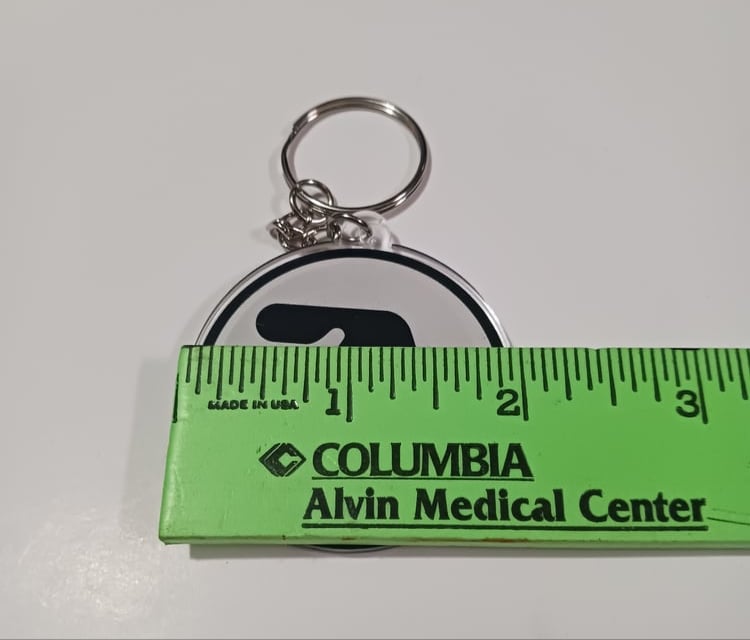 1 2 3
MADE IN USA
COLUMBIA
Alvin Medical Center